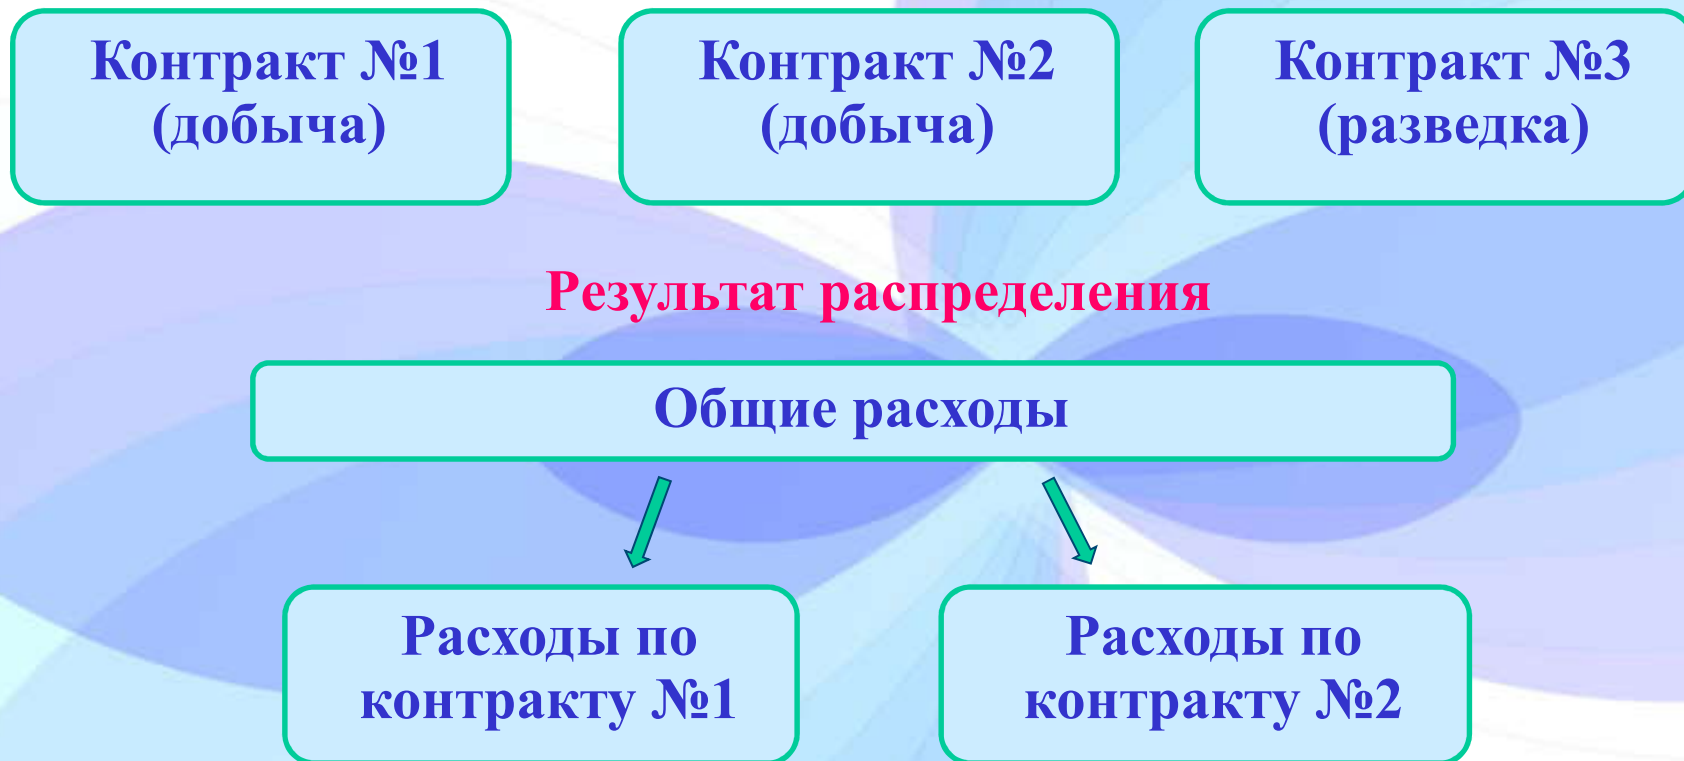 Контракт №1
(добыча)
Контракт №2
(добыча)
Контракт №3
(разведка)
Результат распределения
Общие расходы
Расходы по
контракту №1
Расходы по
контракту №2